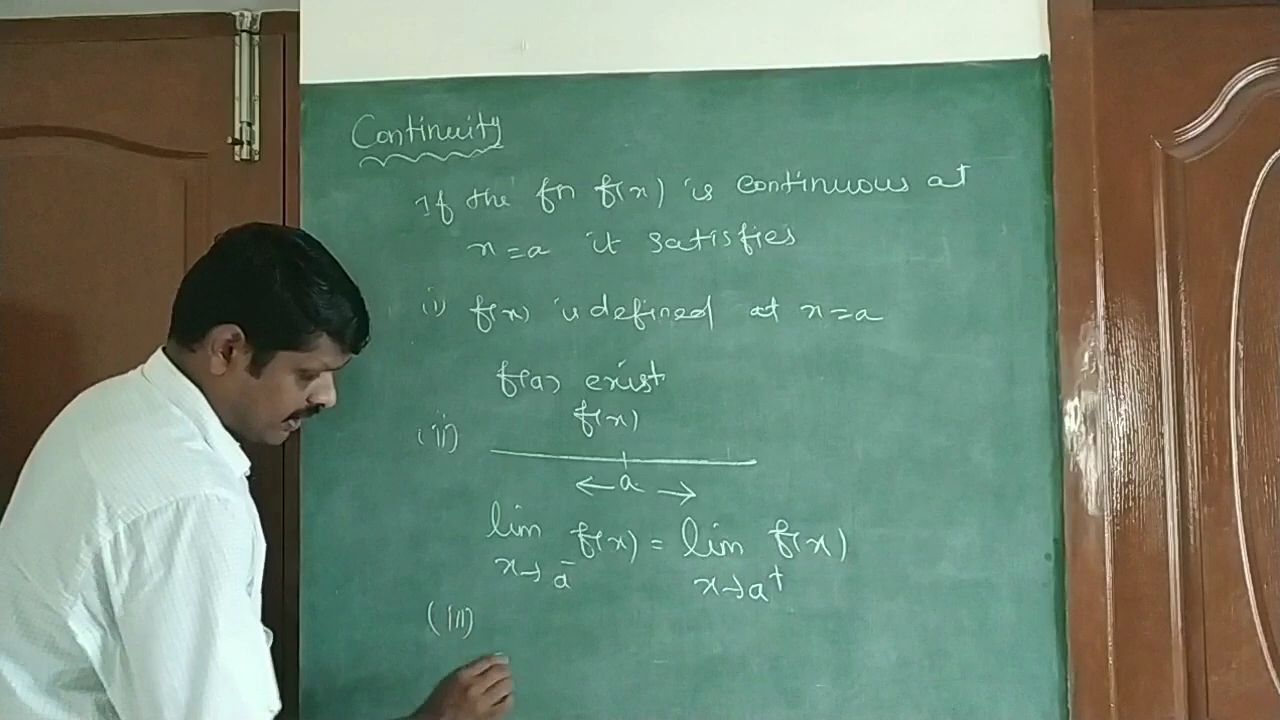 Continuity
If the fn f(x) is continuous at
x=a it satisfies
(i) f(x) is defined at x=a
f(a) exist
f(x)
(ii)
← a →
lim f(x) = lim f(x)
x→a⁻ x→a⁺
(iii)